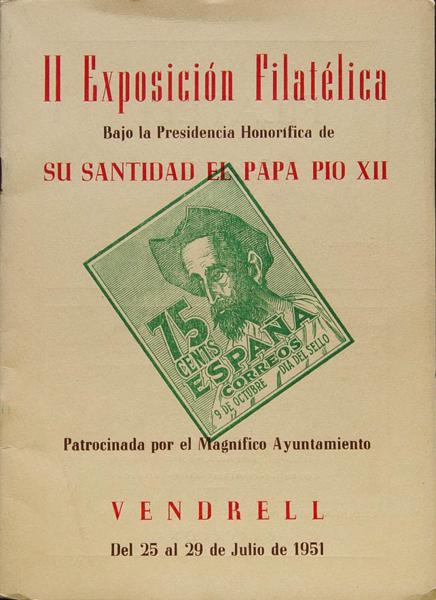 II Exposición Filatélica
Bajo la Presidencia Honorífica de
SU SANTIDAD EL PAPA PIO XII
75
CENTS
ESPAÑA
CORREOS
9 DE OCTUBRE DIA DEL SELLO
Patrocinada por el Magnífico Ayuntamiento
VENDRELL
Del 25 al 29 de Julio de 1951